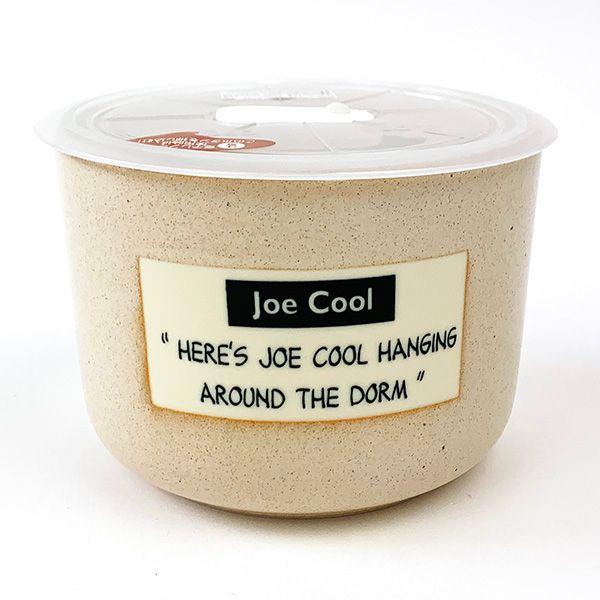 Joe Cool
" HERE'S JOE COOL HANGING
AROUND THE DORM "